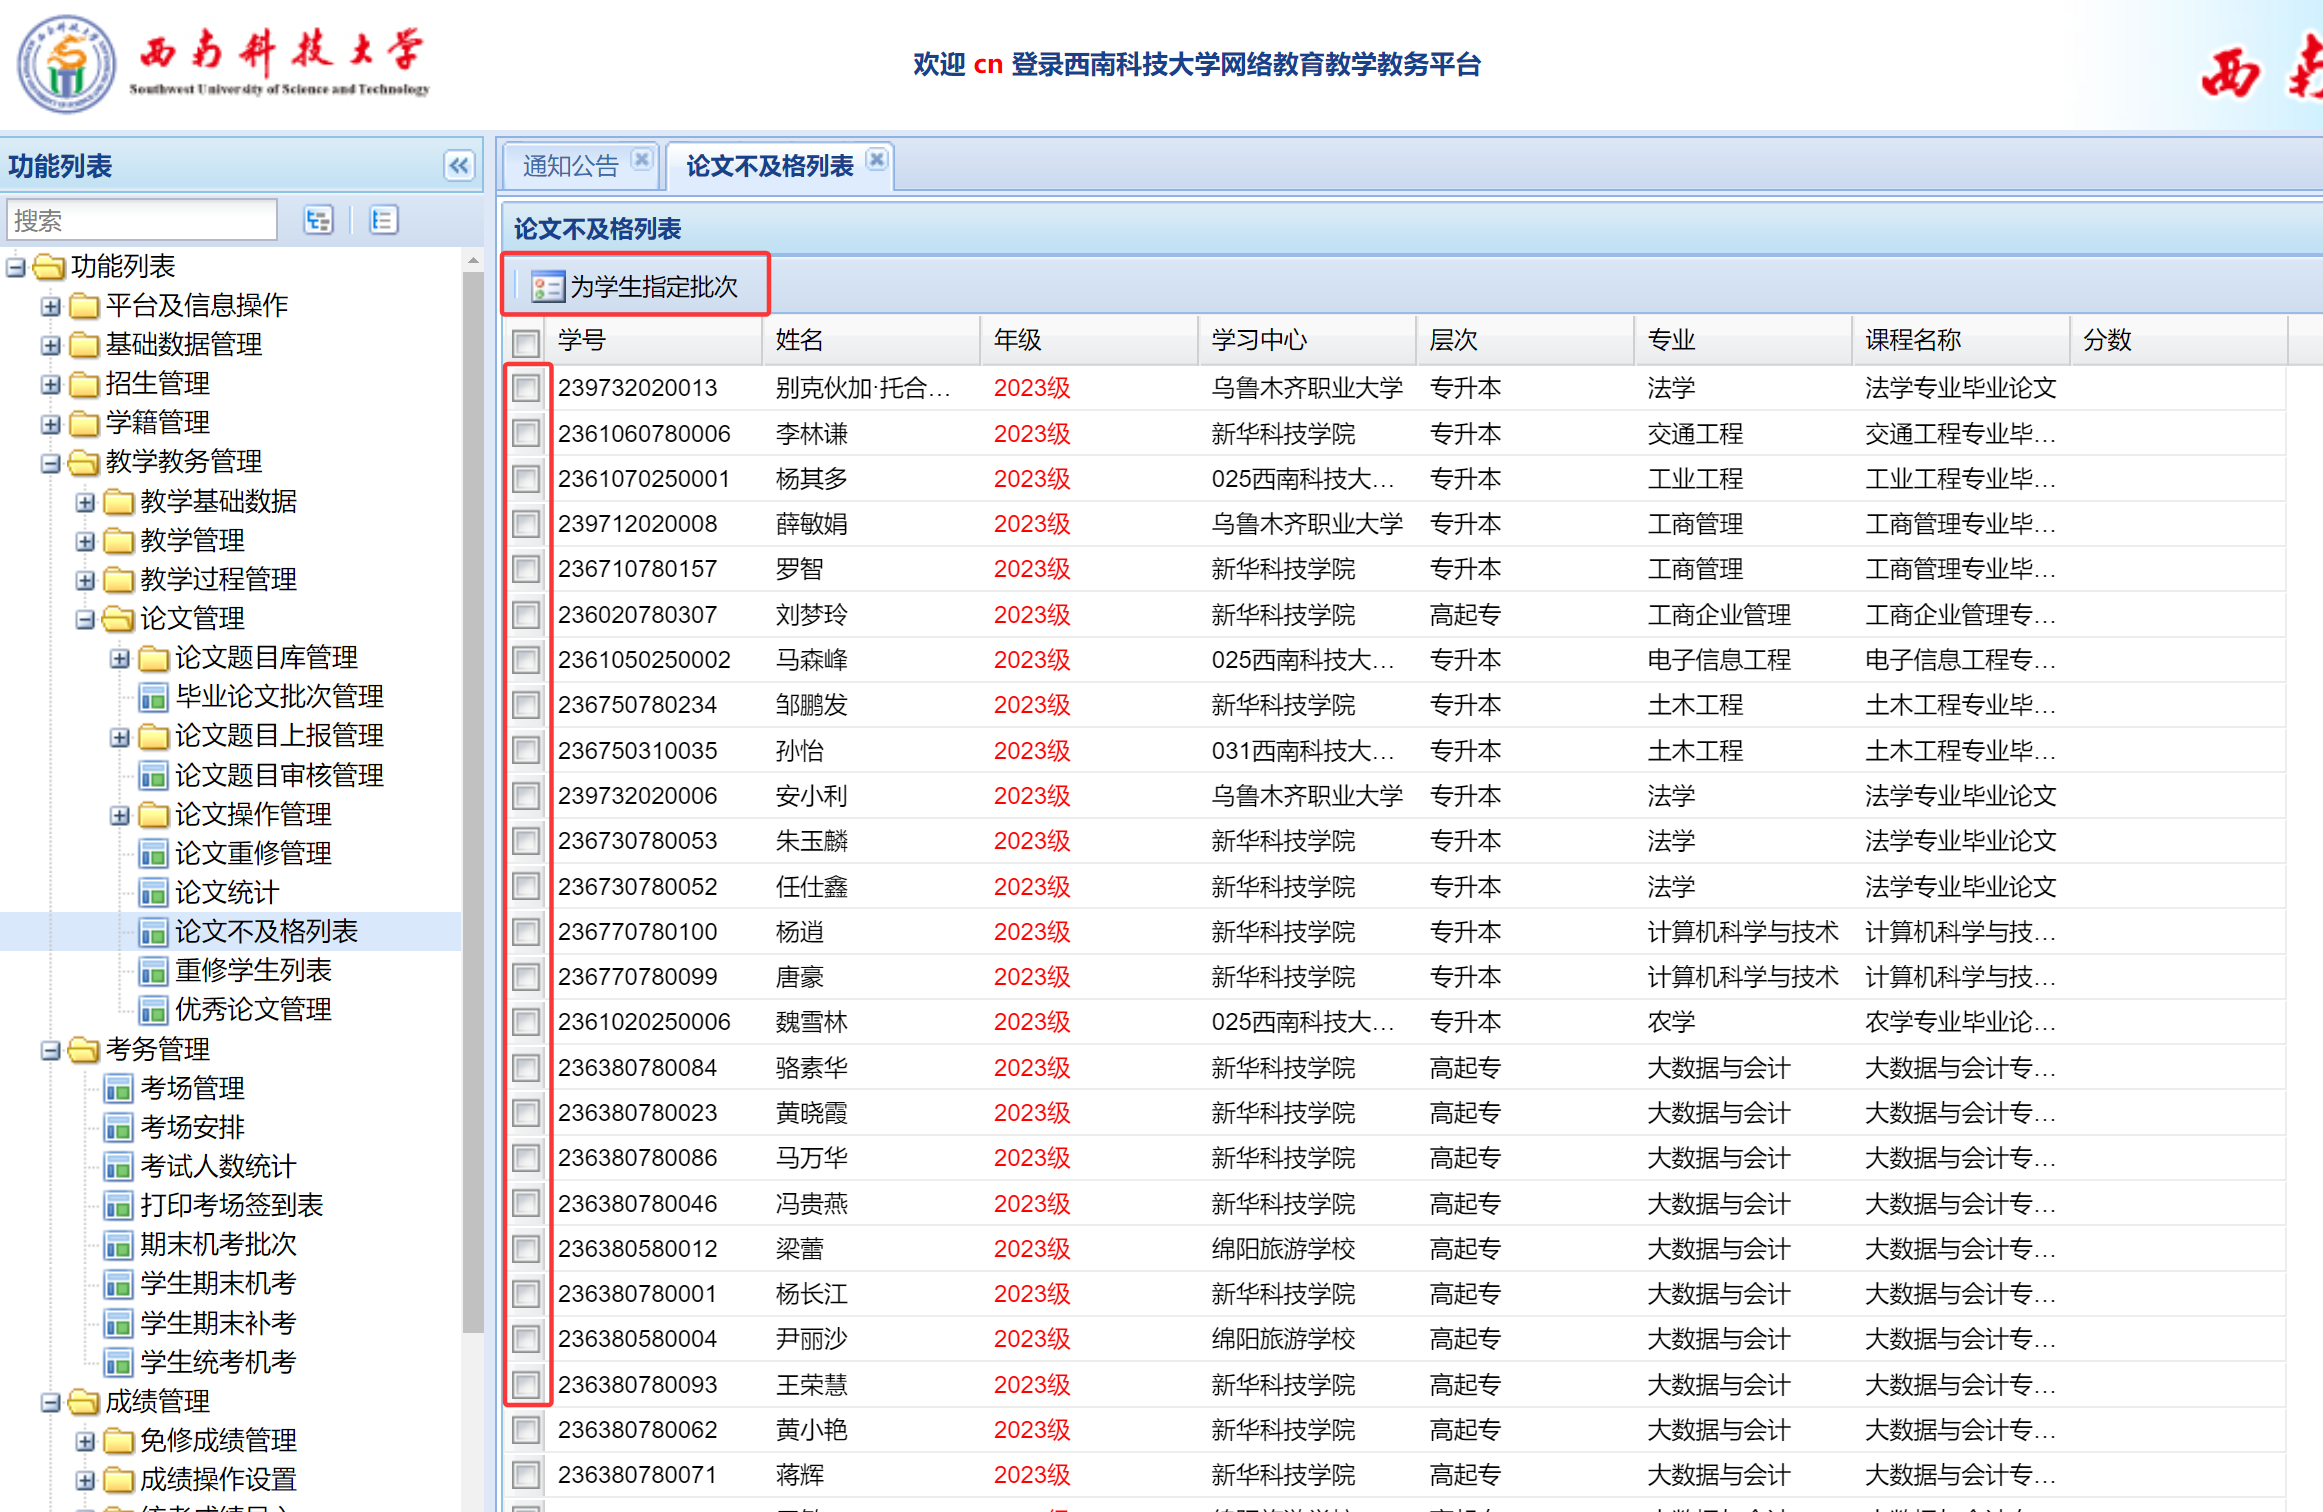 西南科技大学
Southwest University of Science and Technology
欢迎 cn 登录西南科技大学网络教育教学教务平台
西南
功能列表
搜索
功能列表
平台及信息操作
基础数据管理
招生管理
学籍管理
教学教务管理
教学基础数据
教学管理
教学过程管理
论文管理
论文题目库管理
毕业论文批次管理
论文题目上报管理
论文题目审核管理
论文操作管理
论文重修管理
论文统计
论文不及格列表
重修学生列表
优秀论文管理
考务管理
考场管理
考场安排
考试人数统计
打印考场签到表
期末机考批次
学生期末机考
学生期末补考
学生统考机考
成绩管理
免修成绩管理
成绩操作设置
通知公告 论文不及格列表
论文不及格列表
为学生指定批次
学号 姓名 年级 学习中心 层次 专业 课程名称 分数
239732020013 别克伙加·托合… 2023级 乌鲁木齐职业大学 专升本 法学 法学专业毕业论文
2361060780006 李林谦 2023级 新华科技学院 专升本 交通工程 交通工程专业毕…
2361070250001 杨其多 2023级 025西南科技大… 专升本 工业工程 工业工程专业毕…
239712020008 薛敏娟 2023级 乌鲁木齐职业大学 专升本 工商管理 工商管理专业毕…
236710780157 罗智 2023级 新华科技学院 专升本 工商管理 工商管理专业毕…
236020780307 刘梦玲 2023级 新华科技学院 高起专 工商企业管理 工商企业管理专…
2361050250002 马森峰 2023级 025西南科技大… 专升本 电子信息工程 电子信息工程专…
236750780234 邹鹏发 2023级 新华科技学院 专升本 土木工程 土木工程专业毕…
236750310035 孙怡 2023级 031西南科技大… 专升本 土木工程 土木工程专业毕…
239732020006 安小利 2023级 乌鲁木齐职业大学 专升本 法学 法学专业毕业论文
236730780053 朱玉麟 2023级 新华科技学院 专升本 法学 法学专业毕业论文
236730780052 任仕鑫 2023级 新华科技学院 专升本 法学 法学专业毕业论文
236770780100 杨逍 2023级 新华科技学院 专升本 计算机科学与技术 计算机科学与技…
236770780099 唐豪 2023级 新华科技学院 专升本 计算机科学与技术 计算机科学与技…
2361020250006 魏雪林 2023级 025西南科技大… 专升本 农学 农学专业毕业论…
236380780084 骆素华 2023级 新华科技学院 高起专 大数据与会计 大数据与会计专…
236380780023 黄晓霞 2023级 新华科技学院 高起专 大数据与会计 大数据与会计专…
236380780086 马万华 2023级 新华科技学院 高起专 大数据与会计 大数据与会计专…
236380780046 冯贵燕 2023级 新华科技学院 高起专 大数据与会计 大数据与会计专…
236380580012 梁蕾 2023级 绵阳旅游学校 高起专 大数据与会计 大数据与会计专…
236380780001 杨长江 2023级 新华科技学院 高起专 大数据与会计 大数据与会计专…
236380580004 尹丽沙 2023级 绵阳旅游学校 高起专 大数据与会计 大数据与会计专…
236380780093 王荣慧 2023级 新华科技学院 高起专 大数据与会计 大数据与会计专…
236380780062 黄小艳 2023级 新华科技学院 高起专 大数据与会计 大数据与会计专…
236380780071 蒋辉 2023级 新华科技学院 高起专 大数据与会计 大数据与会计专…